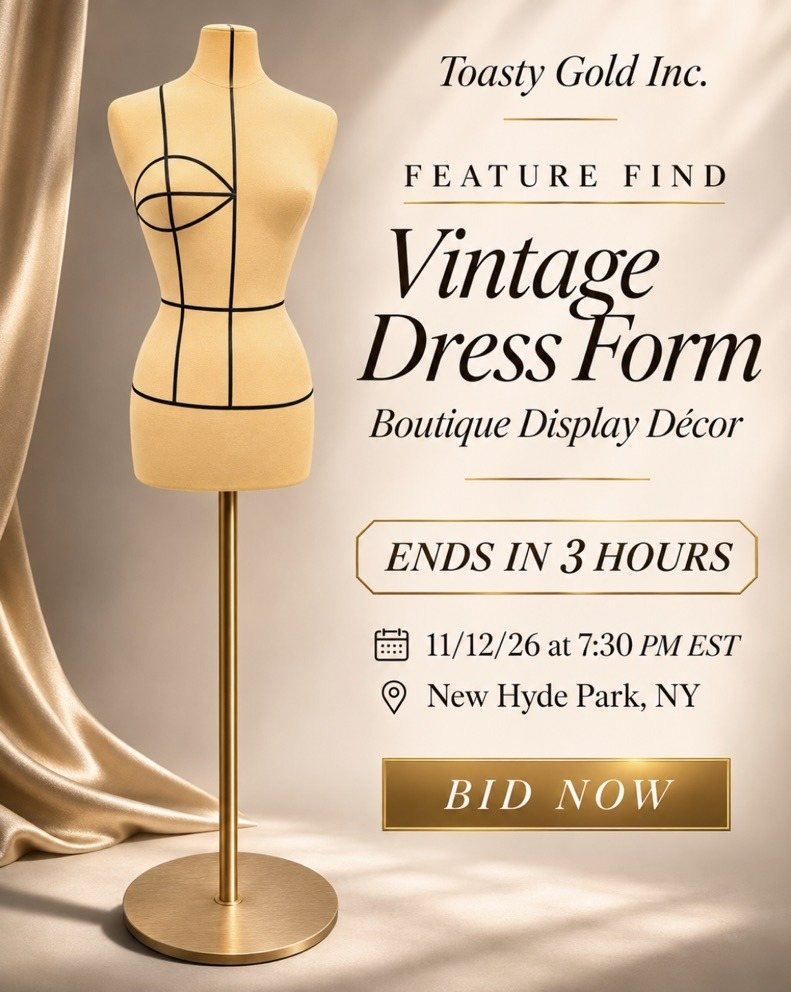 Toasty Gold Inc.
FEATURE FIND
Vintage
Dress Form
Boutique Display Décor
ENDS IN 3 HOURS
11/12/26 at 7:30 PM EST
New Hyde Park, NY
BID NOW